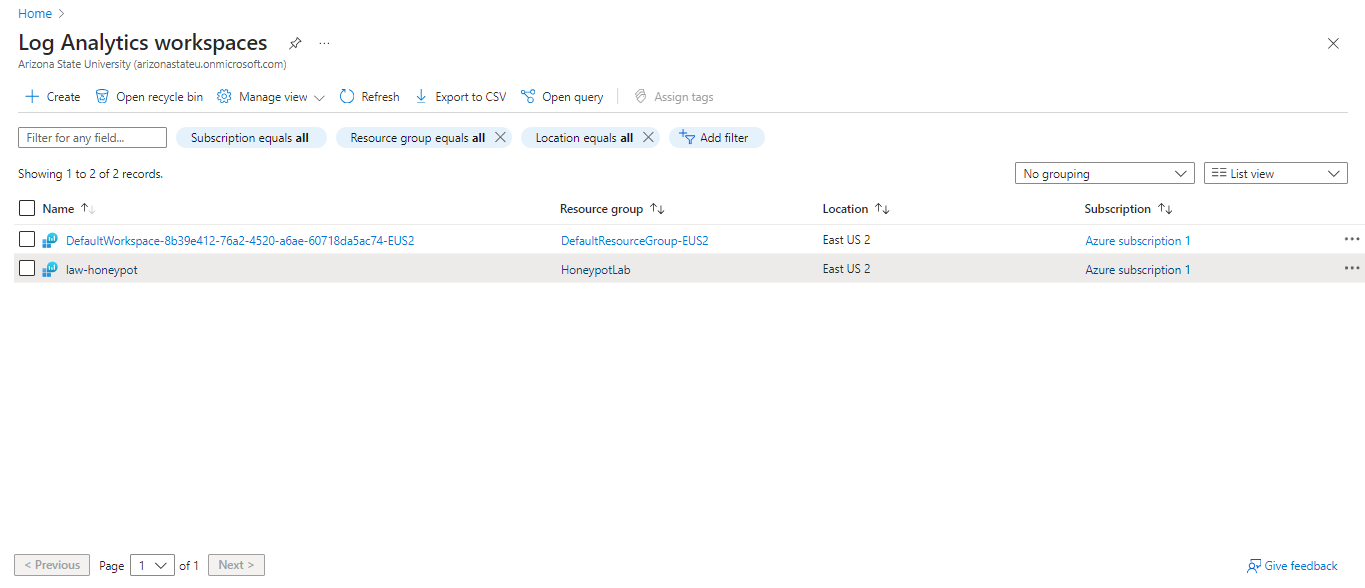 Home
Log Analytics workspaces
Arizona State University (arizonastateu.onmicrosoft.com)
Create Open recycle bin Manage view Refresh Export to CSV Open query Assign tags
Filter for any field... Subscription equals all Resource group equals all Location equals all Add filter
Showing 1 to 2 of 2 records. No grouping List view
Name Resource group Location Subscription
DefaultWorkspace-8b39e412-76a2-4520-a6ae-60718da5ac74-EUS2 DefaultResourceGroup-EUS2 East US 2 Azure subscription 1
law-honeypot HoneypotLab East US 2 Azure subscription 1
< Previous Page 1 of 1 Next > Give feedback